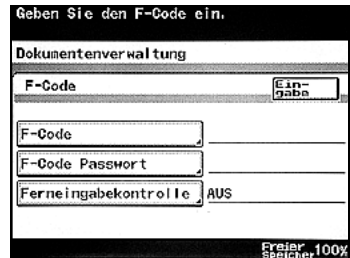 Geben Sie den F-Code ein.
Dokumentenverwaltung
F-Code
Ein-
gabe
F-Code
F-Code Passwort
Ferneingabekontrolle AUS
Freier
Speicher 100%